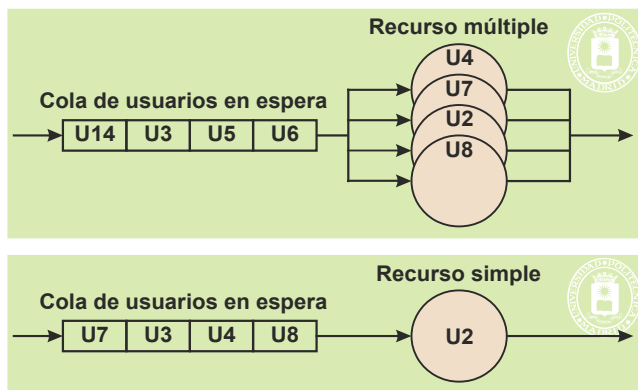 Recurso múltiple
U4
U7
Cola de usuarios en espera
U2
U14 U3 U5 U6
U8
Recurso simple
Cola de usuarios en espera
U7 U3 U4 U8
U2